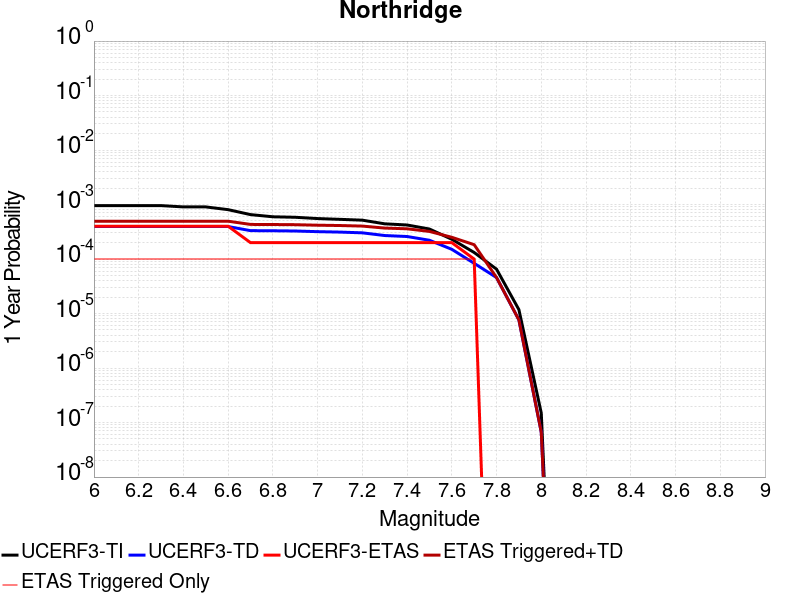 Northridge
10^0
10^-1
10^-2
10^-3
10^-4
10^-5
10^-6
10^-7
10^-8
1 Year Probability
6 6.2 6.4 6.6 6.8 7 7.2 7.4 7.6 7.8 8 8.2 8.4 8.6 8.8 9
Magnitude
UCERF3-TI UCERF3-TD UCERF3-ETAS ETAS Triggered+TD
ETAS Triggered Only